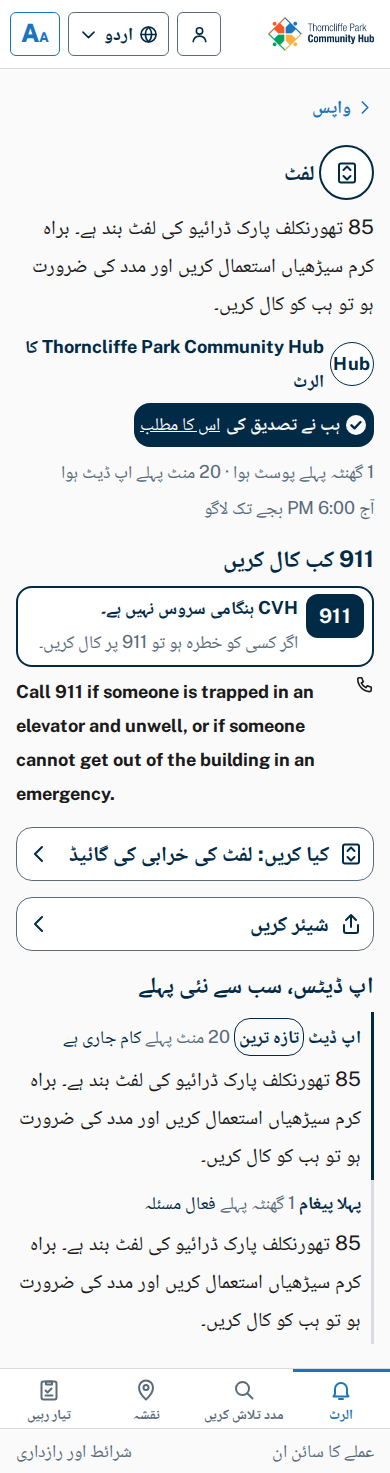 Thorncliffe Park
Community Hub
اردو
AA
واپس
لفٹ
85 تھورنکلف پارک ڈرائیو کی لفٹ بند ہے۔ براہ
کرم سیڑھیاں استعمال کریں اور مدد کی ضرورت
ہو تو ہب کو کال کریں۔
Hub
Thorncliffe Park Community Hub کا
الرٹ
ہب نے تصدیق کی اس کا مطلب
1 گھنٹہ پہلے پوسٹ ہوا · 20 منٹ پہلے اپ ڈیٹ ہوا
آج 6:00 PM بجے تک لاگو
911 کب کال کریں
911
CVH ہنگامی سروس نہیں ہے۔
اگر کسی کو خطرہ ہو تو 911 پر کال کریں۔
Call 911 if someone is trapped in an
elevator and unwell, or if someone
cannot get out of the building in an
emergency.
کیا کریں: لفٹ کی خرابی کی گائیڈ
شیئر کریں
اپ ڈیٹس، سب سے نئی پہلے
اپ ڈیٹ تازہ ترین 20 منٹ پہلے کام جاری ہے
85 تھورنکلف پارک ڈرائیو کی لفٹ بند ہے۔ براہ
کرم سیڑھیاں استعمال کریں اور مدد کی ضرورت
ہو تو ہب کو کال کریں۔
پہلا پیغام 1 گھنٹہ پہلے فعال مسئلہ
85 تھورنکلف پارک ڈرائیو کی لفٹ بند ہے۔ براہ
کرم سیڑھیاں استعمال کریں اور مدد کی ضرورت
ہو تو ہب کو کال کریں۔
الرٹ
مدد تلاش کریں
نقشہ
تیار رہیں
عملے کا سائن ان
شرائط اور رازداری